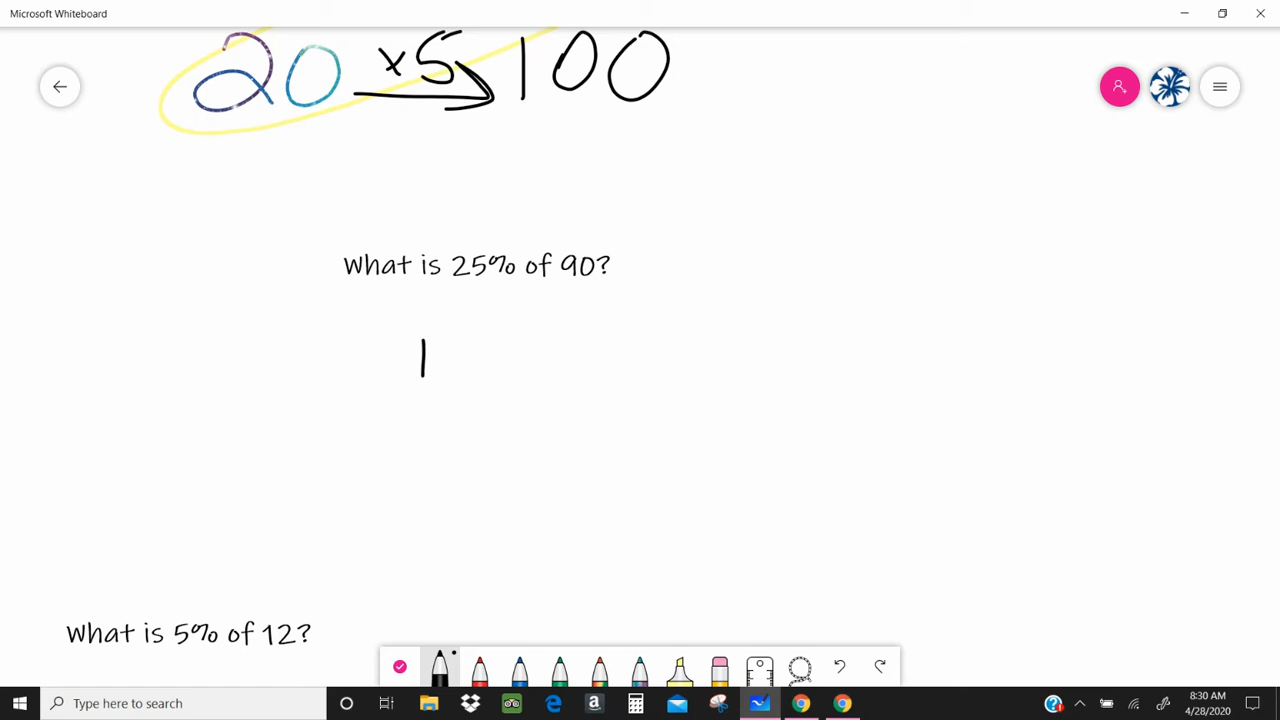 Microsoft Whiteboard
20 x5 100
What is 25% of 90?
|
What is 5% of 12?
Type here to search
8:30 AM
4/28/2020